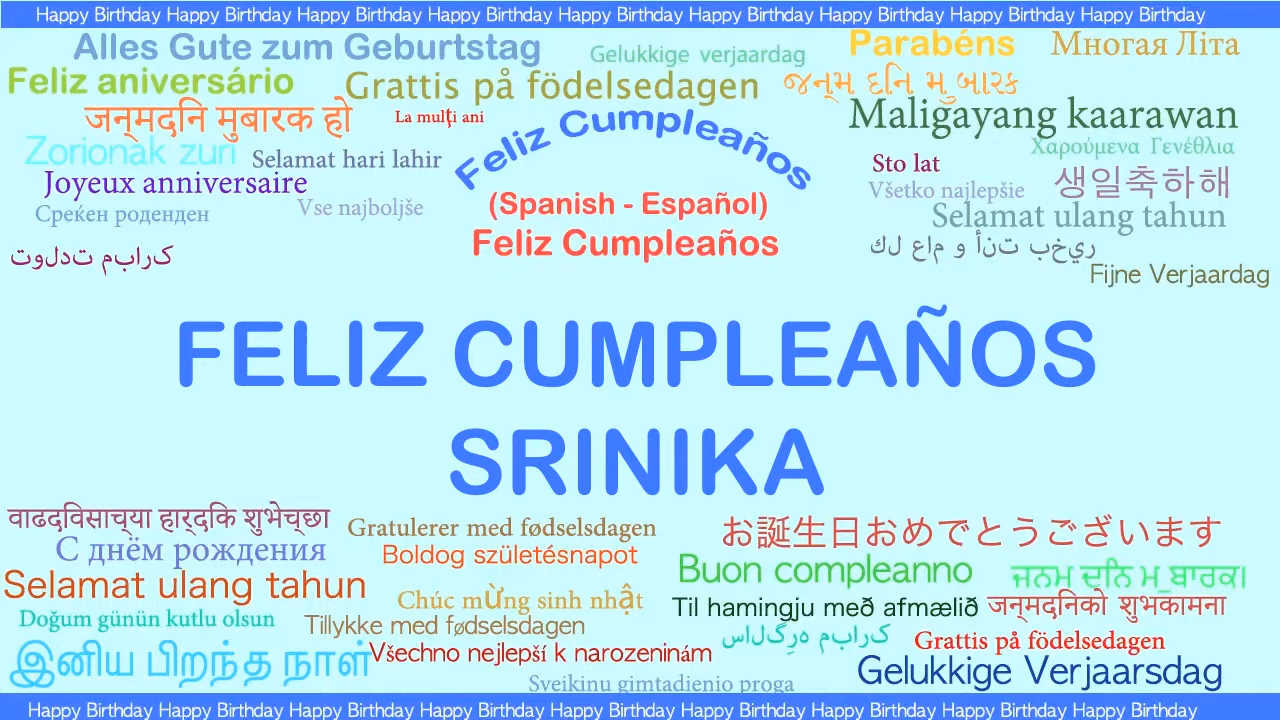 Happy Birthday Happy Birthday Happy Birthday Happy Birthday Happy Birthday Happy Birthday Happy Birthday Happy Birthday Happy Birthday
Alles Gute zum Geburtstag
Gelukkige verjaardag
Parabéns
Многая Літа
Feliz aniversário
Grattis på födelsedagen
જન્મ દનિ મુબારક
जन्मदनि मुबारक हो
La mulţi ani
Feliz Cumpleaños
Maligayang kaarawan
Zorionak zuri
Selamat hari lahir
Χαρούμενα Γενέθλια
Sto lat
Joyeux anniversaire
(Spanish - Español)
Všetko najlepšie
생일축하해
Среќен роденден
Vse najboljše
Selamat ulang tahun
Feliz Cumpleaños
تولدت مبارک
كل عام و أنت بخير
Fijne Verjaardag
FELIZ CUMPLEAÑOS
SRINIKA
वाढदविसाच्या हार्दकि शुभेच्छा
Gratulerer med fødselsdagen
お誕生日おめでとうございます
С днём рождения
Boldog születésnapot
Buon compleanno
ਜਨਮ ਦਨਿ ਮੁਬਾਰਕ।
Selamat ulang tahun
Chúc mừng sinh nhật
Til hamingju með afmælið
जन्मदनिको शुभकामना
Doğum günün kutlu olsun
Tillykke med fødselsdagen
سالگرہ مبارک
Grattis på födelsedagen
இனிய பிறந்த நாள்
Všechno nejlepší k narozeninám
Gelukkige Verjaarsdag
Sveikinu gimtadienio proga
Happy Birthday Happy Birthday Happy Birthday Happy Birthday Happy Birthday Happy Birthday Happy Birthday Happy Birthday Happy Birthday